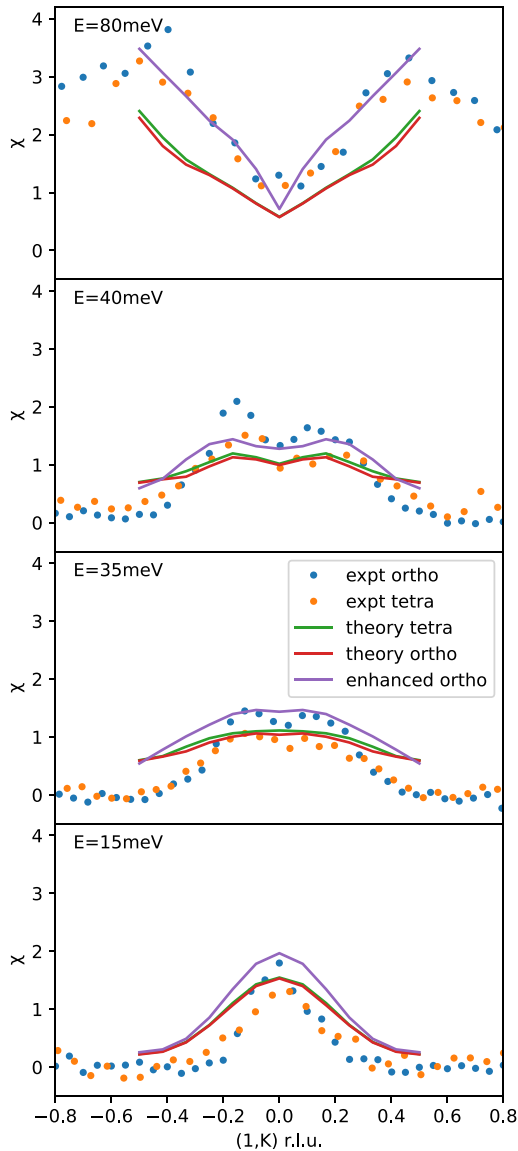 E=80meV
4
3
2
1
0
χ
E=40meV
4
3
2
1
0
χ
E=35meV
4
3
2
1
0
χ
expt ortho
expt tetra
theory tetra
theory ortho
enhanced ortho
E=15meV
4
3
2
1
0
χ
−0.8 −0.6 −0.4 −0.2 0.0 0.2 0.4 0.6 0.8
(1,K) r.l.u.